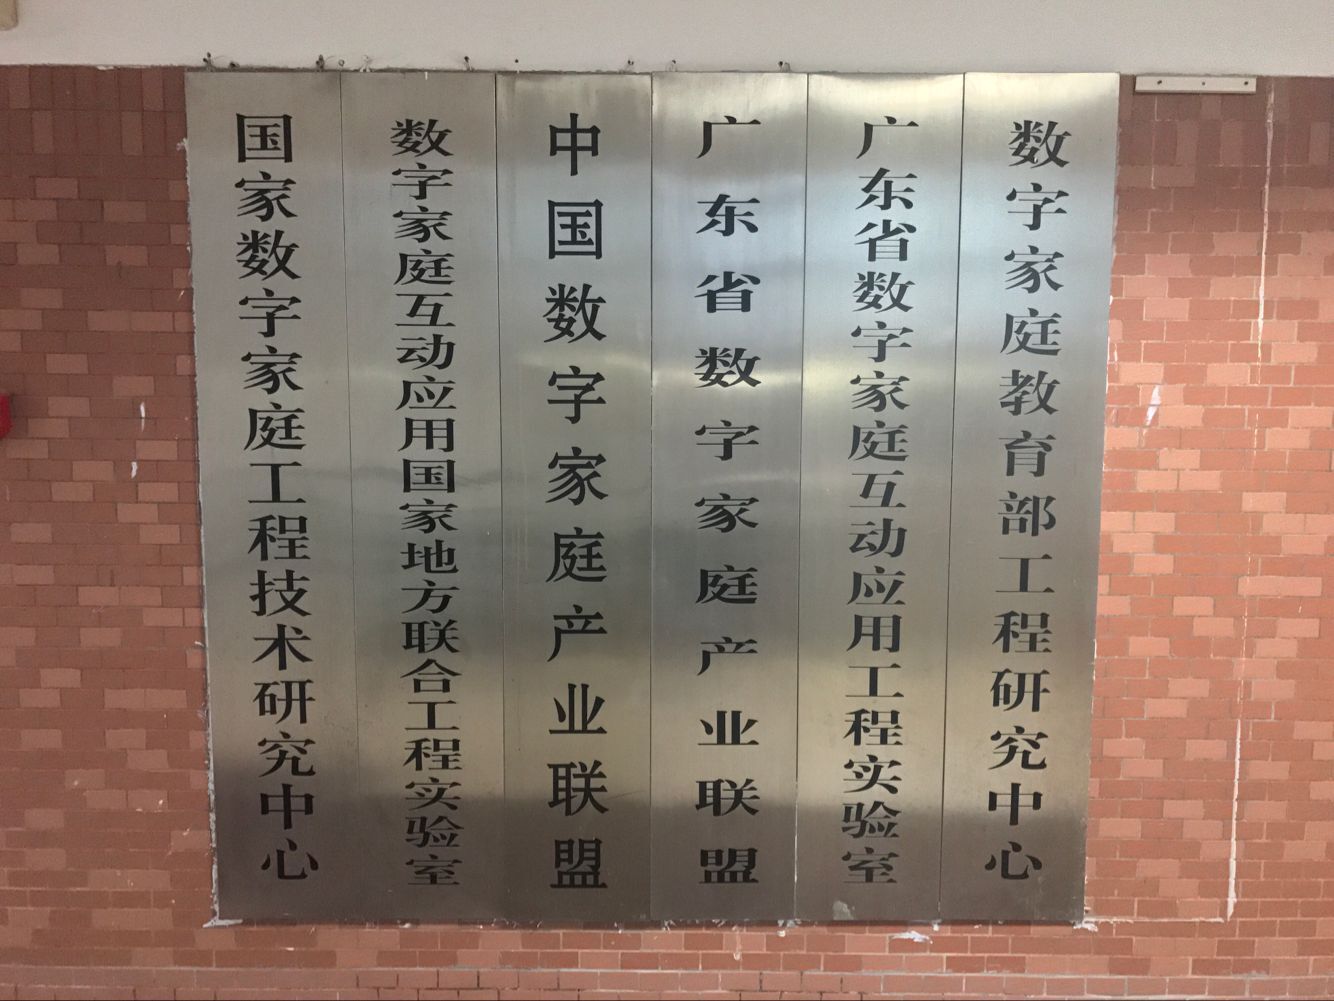 国家数字家庭工程技术研究中心
数字家庭互动应用国家地方联合工程实验室
中国数字家庭产业联盟
广东省数字家庭产业联盟
广东省数字家庭互动应用工程实验室
数字家庭教育部工程研究中心